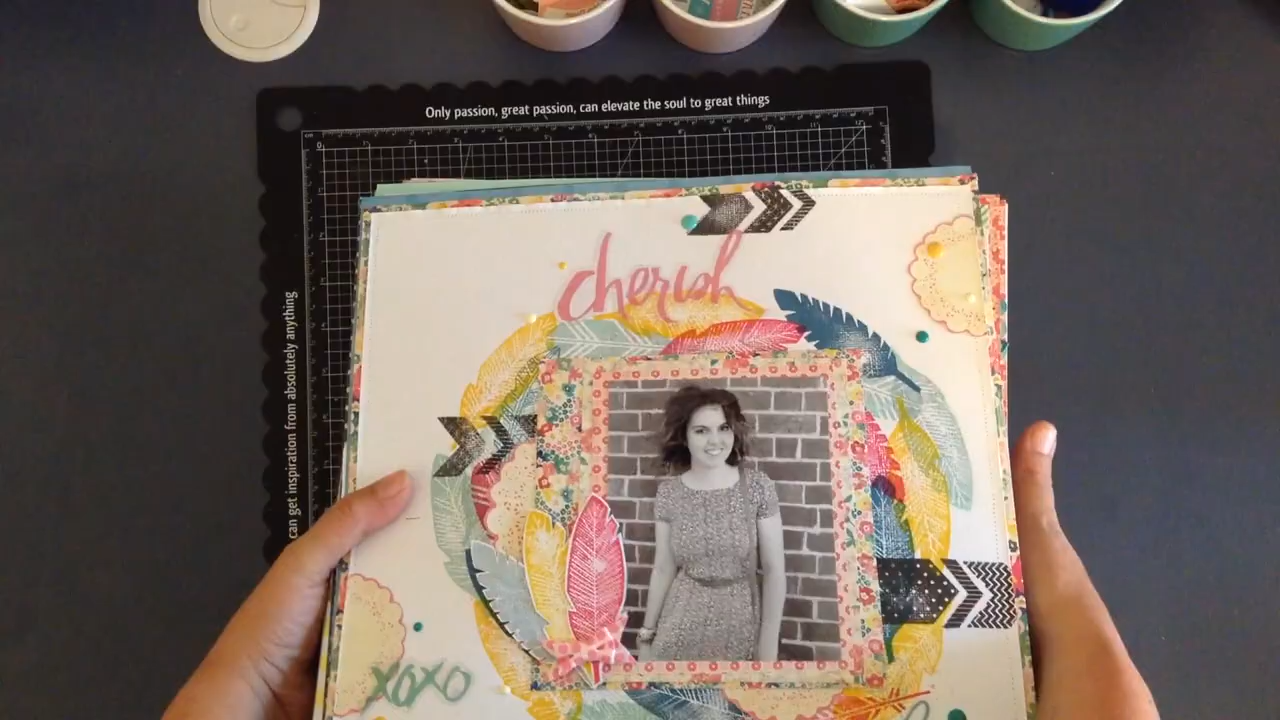 Only passion, great passion, can elevate the soul to great things
can get inspiration from absolutely anything
cherish
xoxo